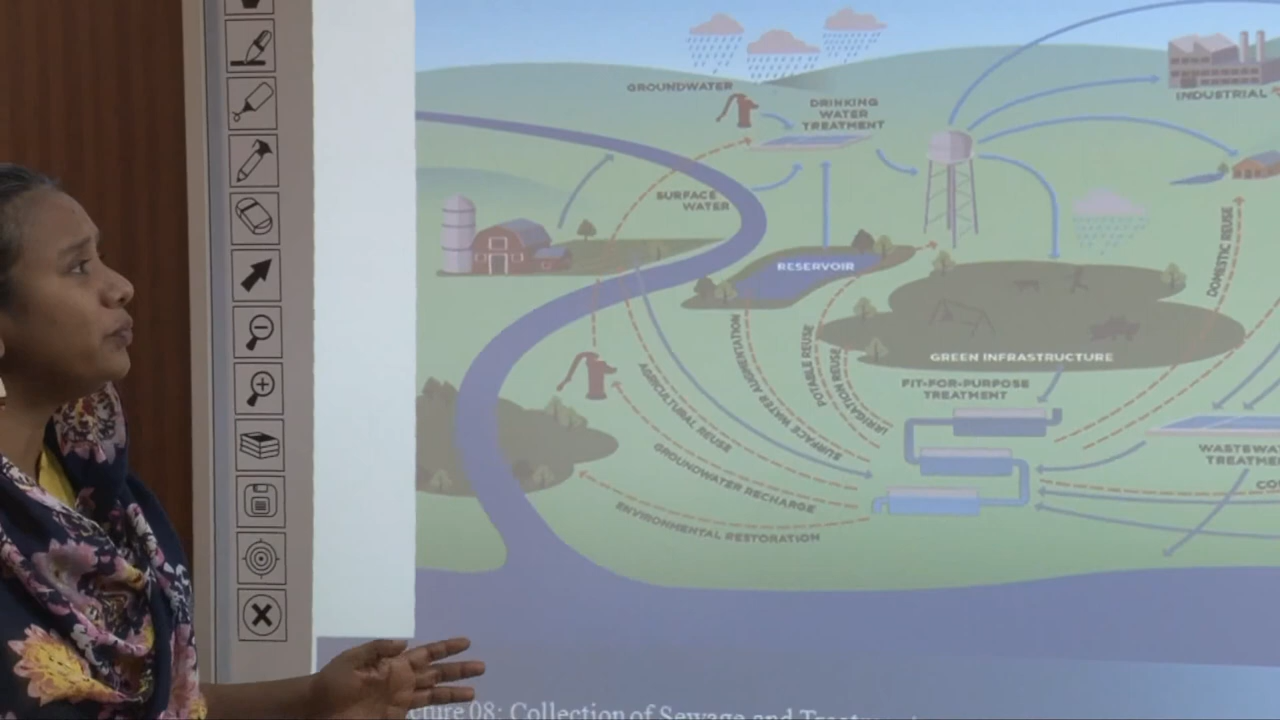 GROUNDWATER
DRINKING
WATER
TREATMENT
INDUSTRIAL
SURFACE
WATER
RESERVOIR
DOMESTIC REUSE
GREEN INFRASTRUCTURE
FIT-FOR-PURPOSE
TREATMENT
SURFACE WATER AUGMENTATION
POTABLE REUSE
IRRIGATION REUSE
AGRICULTURAL REUSE
GROUNDWATER RECHARGE
ENVIRONMENTAL RESTORATION
08: Collection of Sewage and